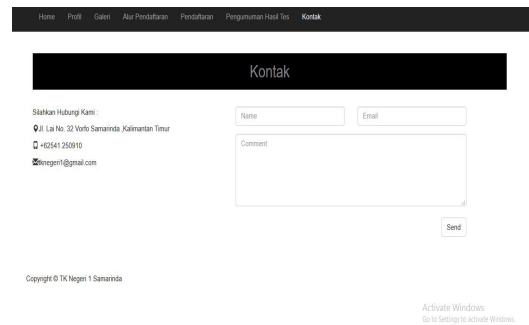 Home Profil Galeri Alur Pendaftaran Pendaftaran Pengumuman Hasil Tes Kontak
Kontak
Silahkan Hubungi Kami :
Jl. Lai No. 32 Vorfo Samarinda ,Kalimantan Timur
+62541 250910
tknegeri1@gmail.com
Name
Email
Comment
Send
Copyright © TK Negeri 1 Samarinda
Activate Windows
Go to Settings to activate Windows.